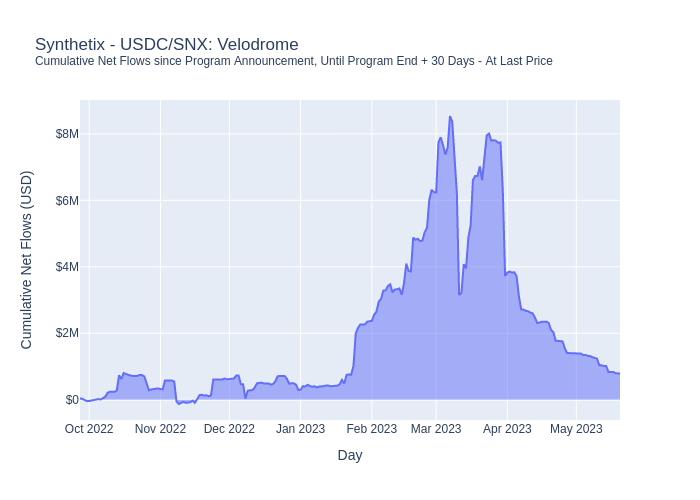 Synthetix - USDC/SNX: Velodrome
Cumulative Net Flows since Program Announcement, Until Program End + 30 Days - At Last Price
Cumulative Net Flows (USD)
$8M
$6M
$4M
$2M
$0
Oct 2022 Nov 2022 Dec 2022 Jan 2023 Feb 2023 Mar 2023 Apr 2023 May 2023
Day